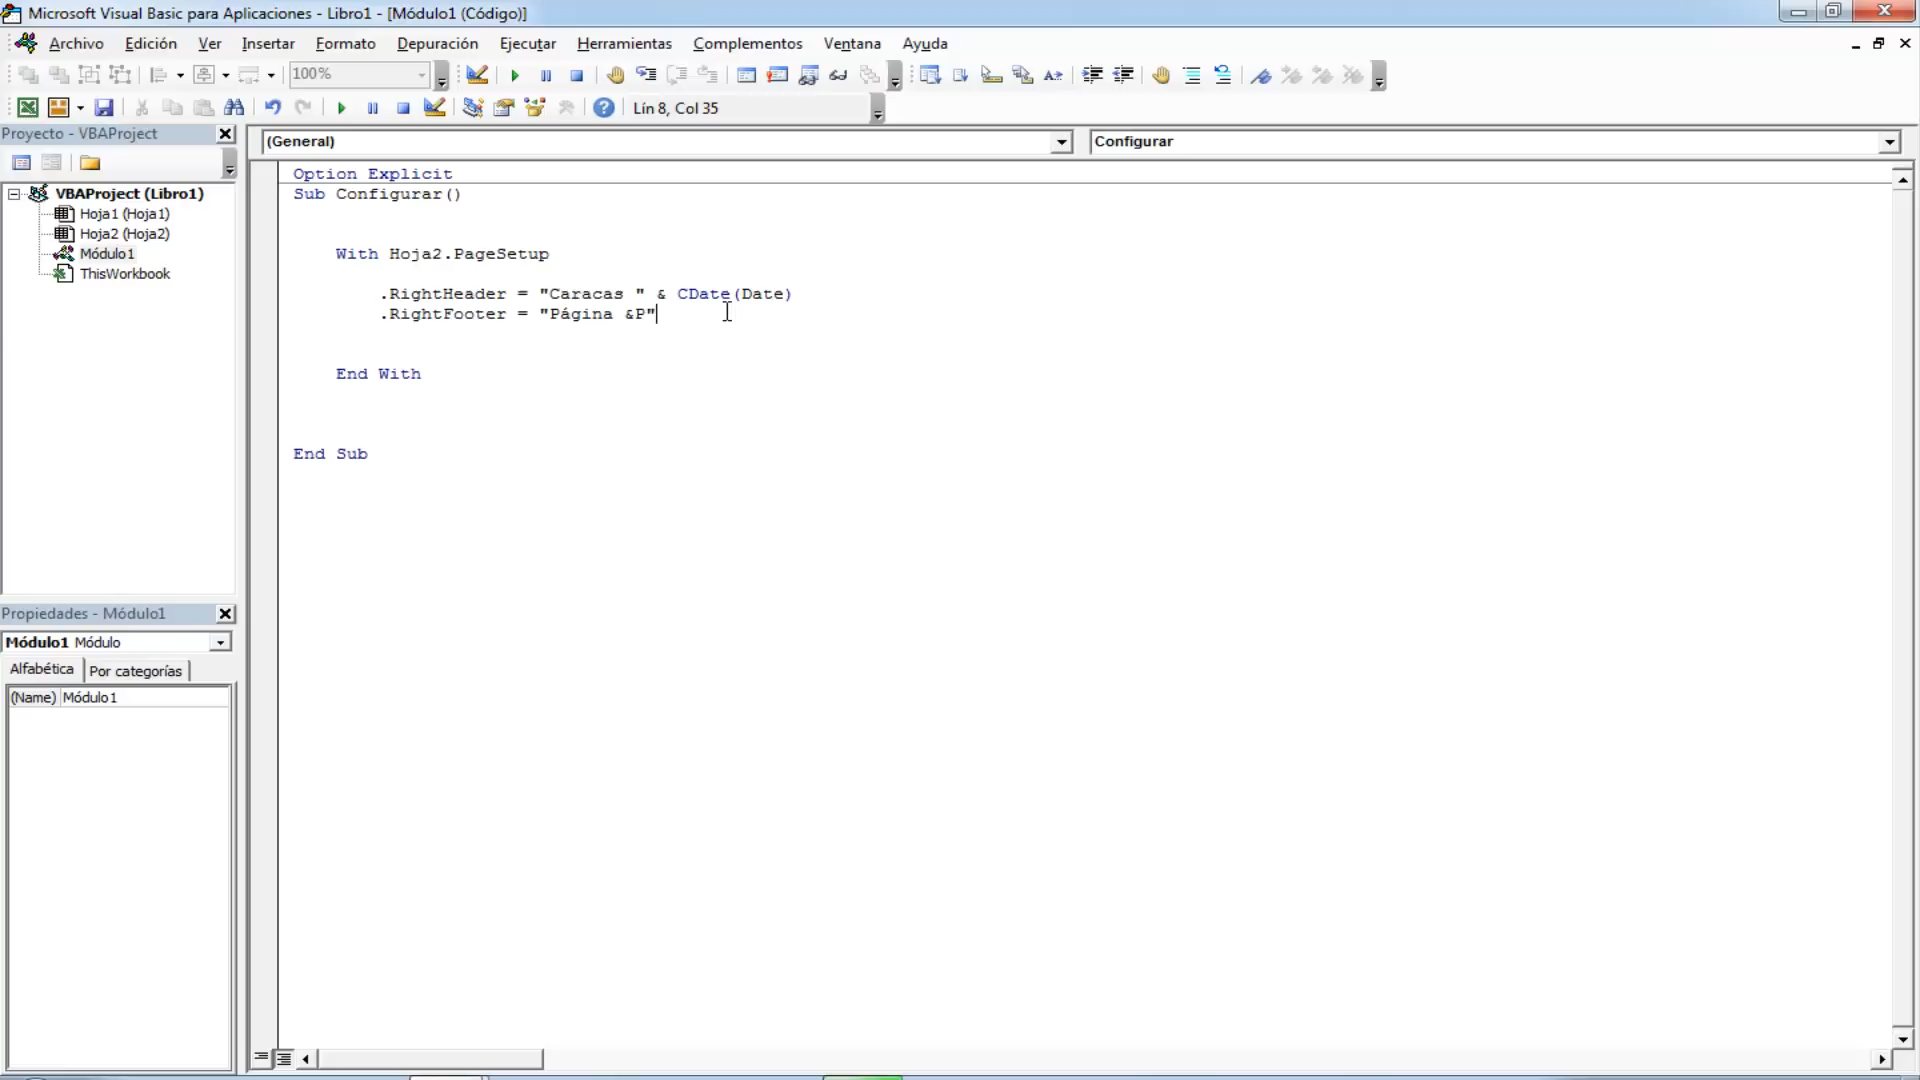 Microsoft Visual Basic para Aplicaciones - Libro1 - [Módulo1 (Código)]
Archivo Edición Ver Insertar Formato Depuración Ejecutar Herramientas Complementos Ventana Ayuda
100%
Lín 8, Col 35
Proyecto - VBAProject
(General)
Configurar
VBAProject (Libro1)
Hoja1 (Hoja1)
Hoja2 (Hoja2)
Módulo1
ThisWorkbook
Option Explicit
Sub Configurar()
With Hoja2.PageSetup
.RightHeader = "Caracas " & CDate(Date)
.RightFooter = "Página &P"
End With
End Sub
Propiedades - Módulo1
Módulo1 Módulo
Alfabética Por categorías
(Name) Módulo1